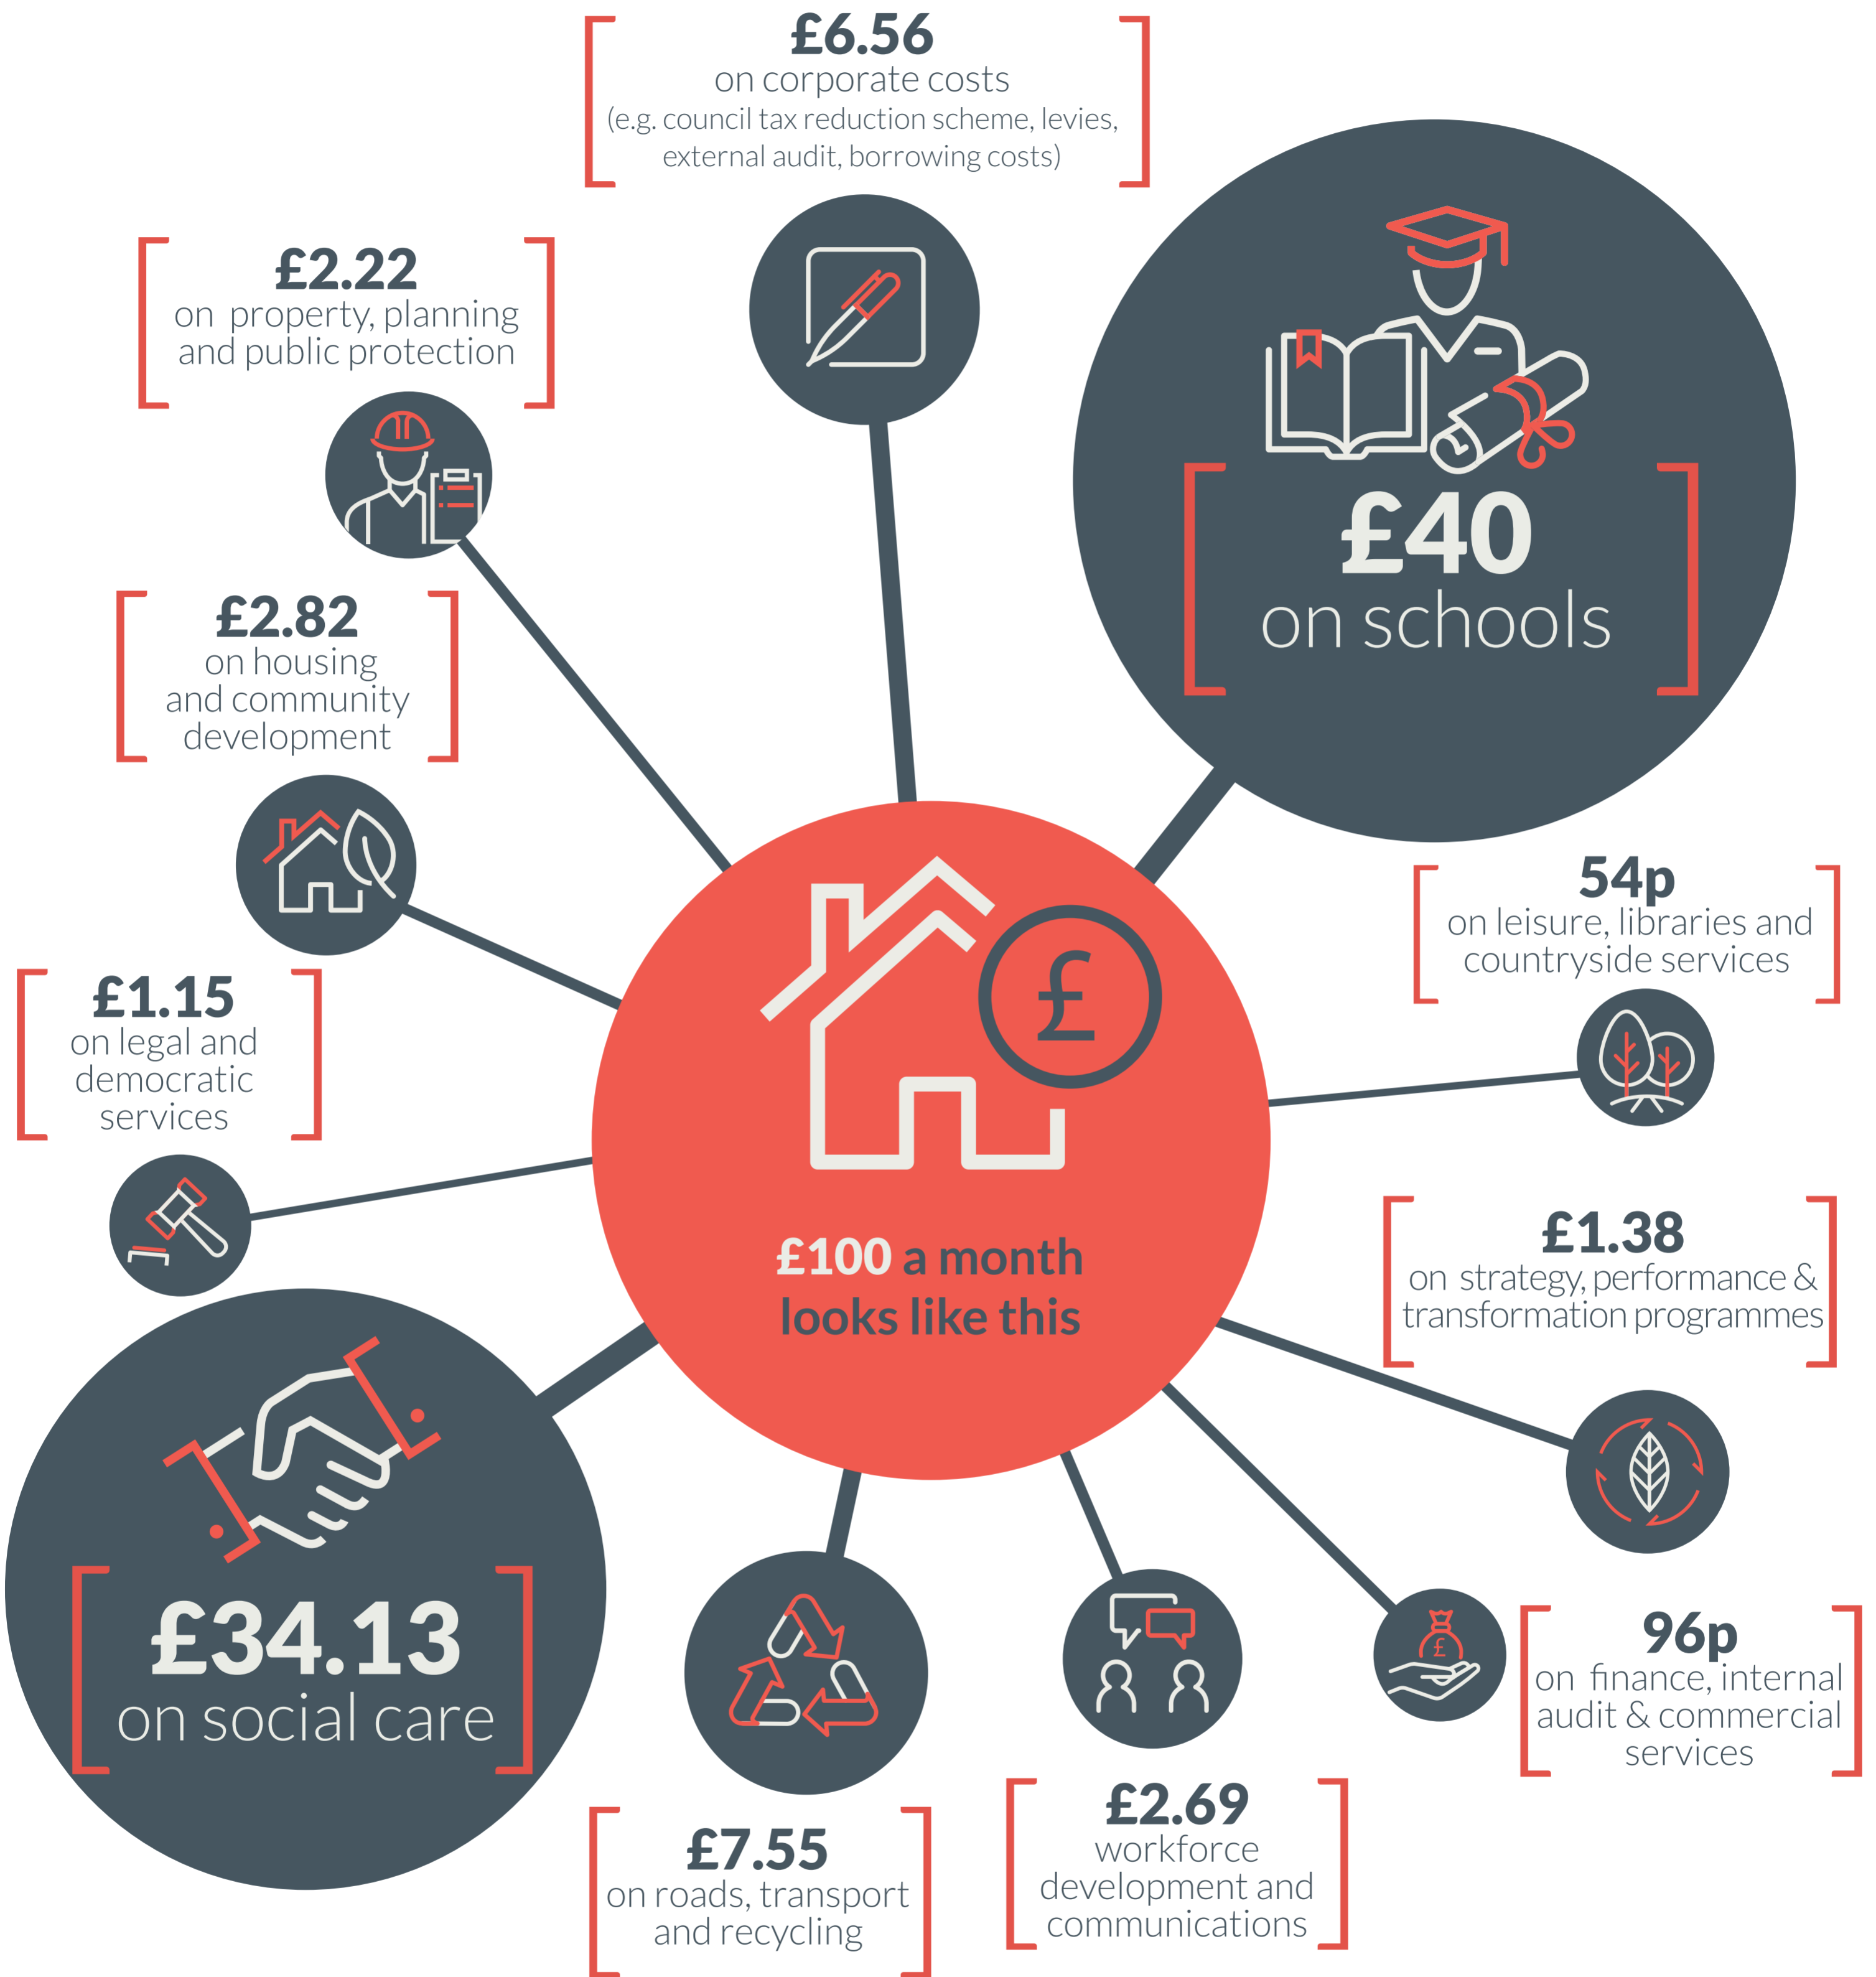 £6.56
on corporate costs
(e.g. council tax reduction scheme, levies,
external audit, borrowing costs)
£2.22
on property, planning
and public protection
£40
on schools
£2.82
on housing
and community
development
54p
on leisure, libraries and
countryside services
£1.15
on legal and
democratic
services
£
£100 a month
looks like this
£1.38
on strategy, performance &
transformation programmes
£34.13
on social care
£
96p
on finance, internal
audit & commercial
services
£2.69
workforce
development and
communications
£7.55
on roads, transport
and recycling